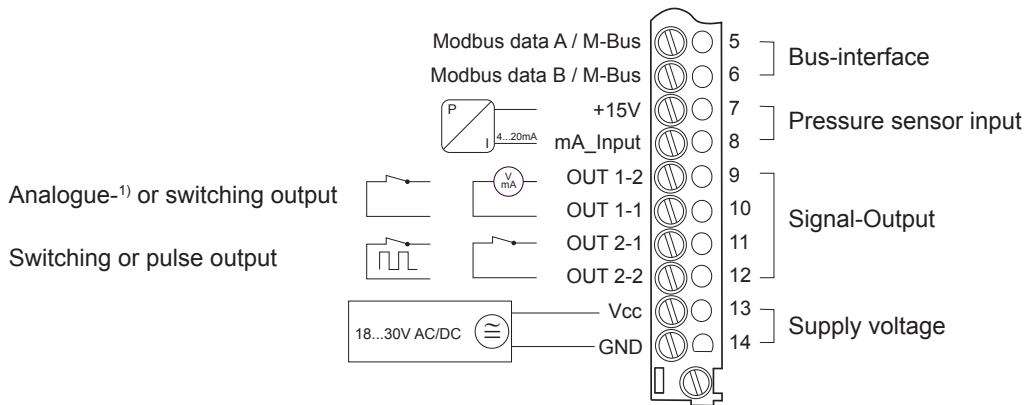 Modbus data A / M-Bus 5
Bus-interface
Modbus data B / M-Bus 6
P
I
4...20mA
+15V 7
Pressure sensor input
mA_Input 8
Analogue-1) or switching output
V
mA
OUT 1-2 9
OUT 1-1 10
Signal-Output
Switching or pulse output
OUT 2-1 11
OUT 2-2 12
18...30V AC/DC
Vcc 13
Supply voltage
GND 14